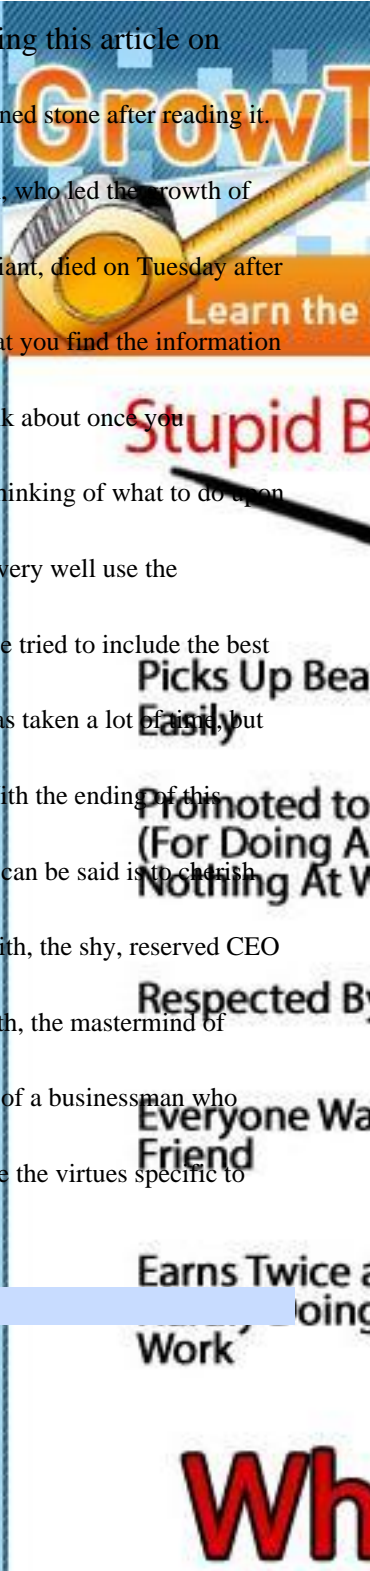 ing this article on
GrowT
ned stone after reading it.
, who led the growth of
iant, died on Tuesday after
Learn the
at you find the information
k about once you
Stupid B
hinking of what to do upon
very well use the
e tried to include the best
Picks Up Bea
Easily
as taken a lot of time, but
ith the ending of this
Promoted to
(For Doing A
can be said is to cherish
Nothing At W
ith, the shy, reserved CEO
Respected By
th, the mastermind of
of a businessman who
Everyone Wa
Friend
e the virtues specific to
Earns Twice a
Doing
Work
Wh